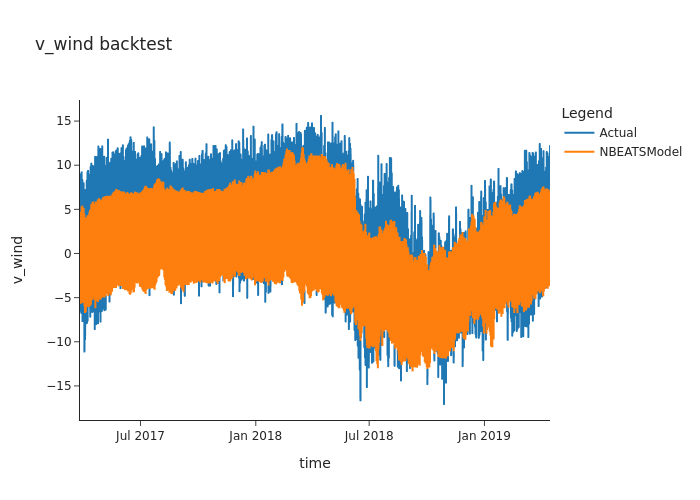 v_wind backtest
Legend
Actual
NBEATSModel
15
10
5
0
−5
−10
−15
v_wind
Jul 2017
Jan 2018
Jul 2018
Jan 2019
time